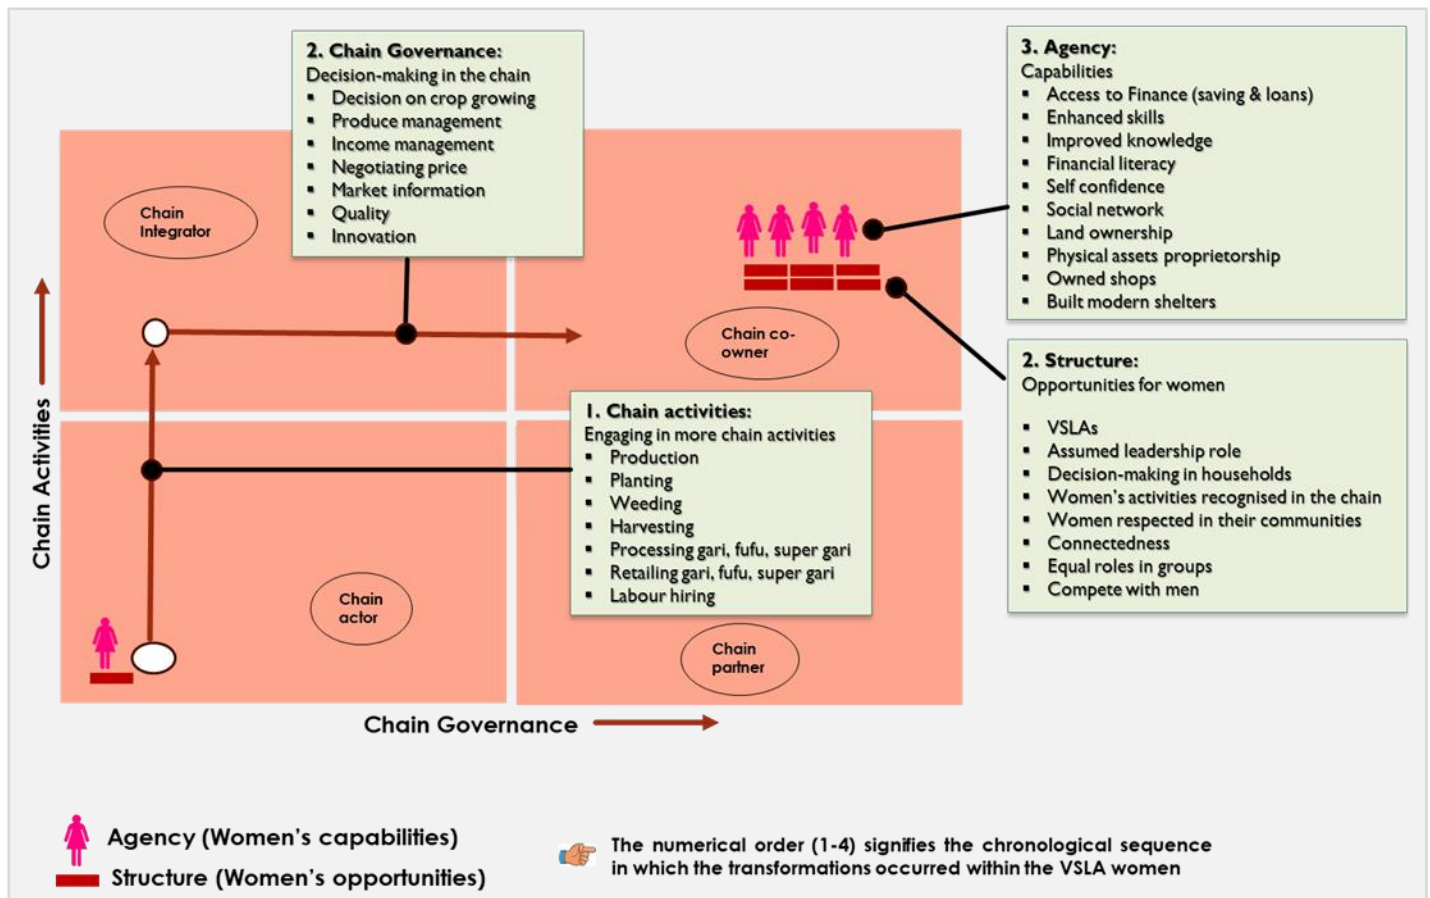 2. Chain Governance:
Decision-making in the chain
▪ Decision on crop growing
▪ Produce management
▪ Income management
▪ Negotiating price
▪ Market information
▪ Quality
▪ Innovation
3. Agency:
Capabilities
▪ Access to Finance (saving & loans)
▪ Enhanced skills
▪ Improved knowledge
▪ Financial literacy
▪ Self confidence
▪ Social network
▪ Land ownership
▪ Physical assets proprietorship
▪ Owned shops
▪ Built modern shelters
Chain
Integrator
Chain co-
owner
2. Structure:
Opportunities for women
▪ VSLAs
▪ Assumed leadership role
▪ Decision-making in households
▪ Women's activities recognised in the chain
▪ Women respected in their communities
▪ Connectedness
▪ Equal roles in groups
▪ Compete with men
1. Chain activities:
Engaging in more chain activities
▪ Production
▪ Planting
▪ Weeding
▪ Harvesting
▪ Processing gari, fufu, super gari
▪ Retailing gari, fufu, super gari
▪ Labour hiring
Chain Activities
Chain
actor
Chain
partner
Chain Governance
Agency (Women's capabilities)
Structure (Women's opportunities)
The numerical order (1-4) signifies the chronological sequence
in which the transformations occurred within the VSLA women